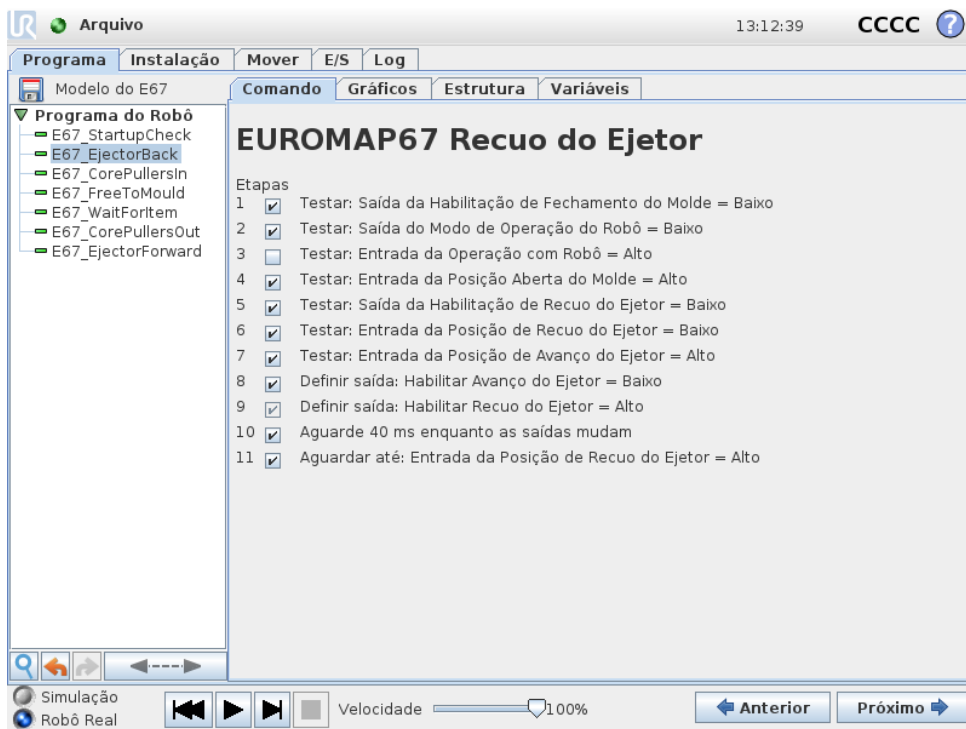 UR Arquivo 13:12:39 CCCC ?
Programa Instalação Mover E/S Log
Modelo do E67 Comando Gráficos Estrutura Variáveis
Programa do Robô
E67_StartupCheck
E67_EjectorBack
E67_CorePullersIn
E67_FreeToMould
E67_WaitForItem
E67_CorePullersOut
E67_EjectorForward
EUROMAP67 Recuo do Ejetor
Etapas
1 Testar: Saída da Habilitação de Fechamento do Molde = Baixo
2 Testar: Saída do Modo de Operação do Robô = Baixo
3 Testar: Entrada da Operação com Robô = Alto
4 Testar: Entrada da Posição Aberta do Molde = Alto
5 Testar: Saída da Habilitação de Recuo do Ejetor = Baixo
6 Testar: Entrada da Posição de Recuo do Ejetor = Baixo
7 Testar: Entrada da Posição de Avanço do Ejetor = Alto
8 Definir saída: Habilitar Avanço do Ejetor = Baixo
9 Definir saída: Habilitar Recuo do Ejetor = Alto
10 Aguarde 40 ms enquanto as saídas mudam
11 Aguardar até: Entrada da Posição de Recuo do Ejetor = Alto
Simulação
Robô Real
Velocidade 100% Anterior Próximo